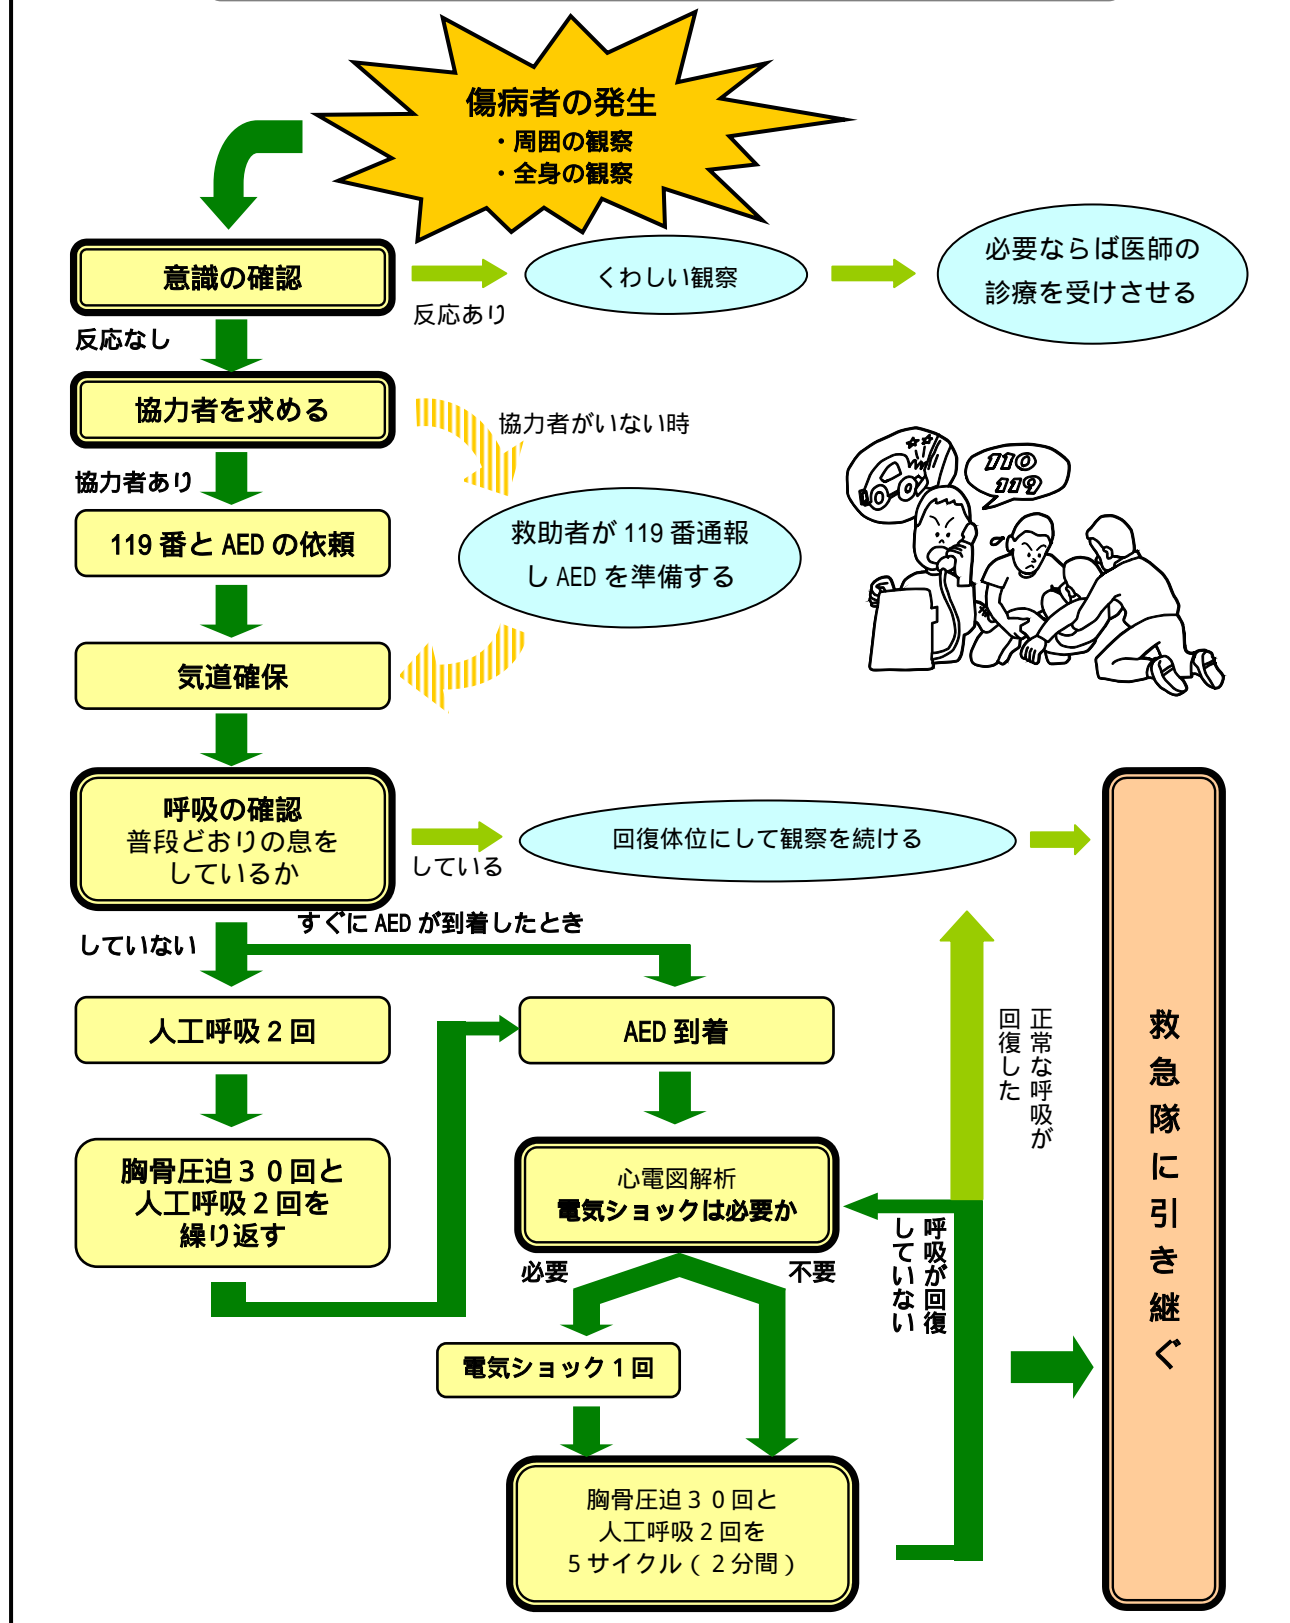 傷病者の発生
・周囲の観察
・全身の観察
意識の確認
反応あり
くわしい観察
必要ならば医師の
診療を受けさせる
反応なし
協力者を求める
協力者がいない時
協力者あり
119番とAEDの依頼
救助者が119番通報
しAEDを準備する
110
119
気道確保
呼吸の確認
普段どおりの息を
しているか
している
回復体位にして観察を続ける
していない
すぐにAEDが到着したとき
人工呼吸2回
AED到着
正常な呼吸が
回復した
救急隊に引き継ぐ
胸骨圧迫30回と
人工呼吸2回を
繰り返す
心電図解析
電気ショックは必要か
必要
不要
呼吸が回復
していない
電気ショック1回
胸骨圧迫30回と
人工呼吸2回を
5サイクル(2分間)